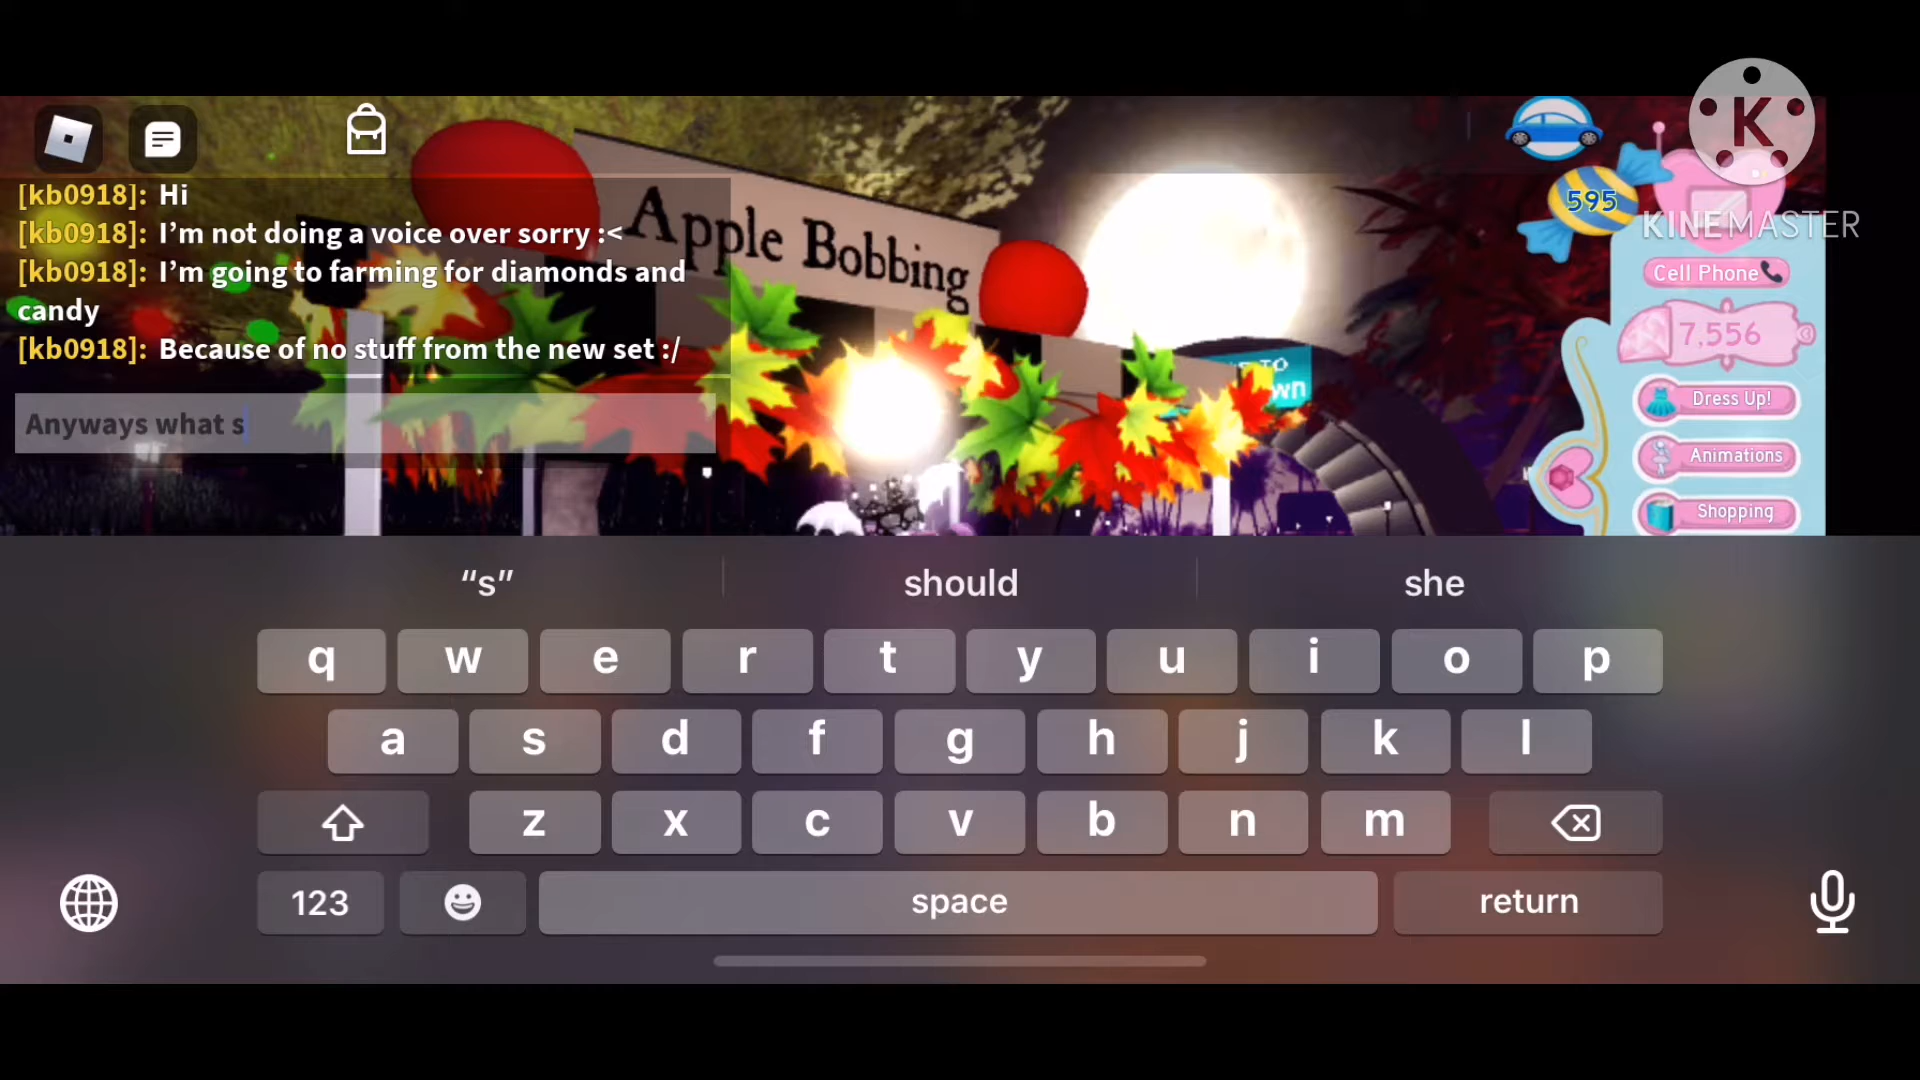 [kb0918]: Hi
[kb0918]: I’m not doing a voice over sorry :<
[kb0918]: I’m going to farming for diamonds and
candy
[kb0918]: Because of no stuff from the new set :/
Anyways what s
Apple Bobbing
595
K
KINEMASTER
Cell Phone
7,556
Dress Up!
Animations
Shopping
“s” should she
q w e r t y u i o p
a s d f g h j k l
z x c v b n m
123 space return